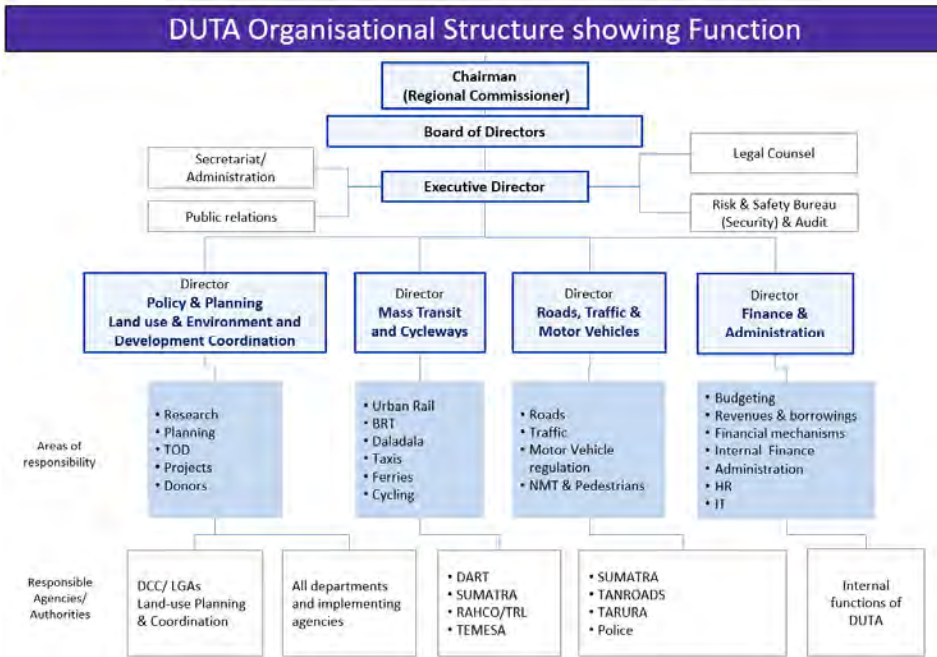 DUTA Organisational Structure showing Function
Chairman
(Regional Commissioner)
Board of Directors
Secretariat/
Administration
Legal Counsel
Executive Director
Public relations
Risk & Safety Bureau
(Security) & Audit
Director
Policy & Planning
Land use & Environment and
Development Coordination
Director
Mass Transit
and Cycleways
Director
Roads, Traffic &
Motor Vehicles
Director
Finance &
Administration
Areas of
responsibility
• Research
• Planning
• TOD
• Projects
• Donors
• Urban Rail
• BRT
• Daladala
• Taxis
• Ferries
• Cycling
• Roads
• Traffic
• Motor Vehicle
regulation
• NMT & Pedestrians
• Budgeting
• Revenues & borrowings
• Financial mechanisms
• Internal Finance
• Administration
• HR
• IT
Responsible
Agencies/
Authorities
DCC/ LGAs
Land-use Planning
& Coordination
All departments
and implementing
agencies
• DART
• SUMATRA
• RAHCO/TRL
• TEMESA
• SUMATRA
• TANROADS
• TARURA
• Police
Internal
functions of
DUTA